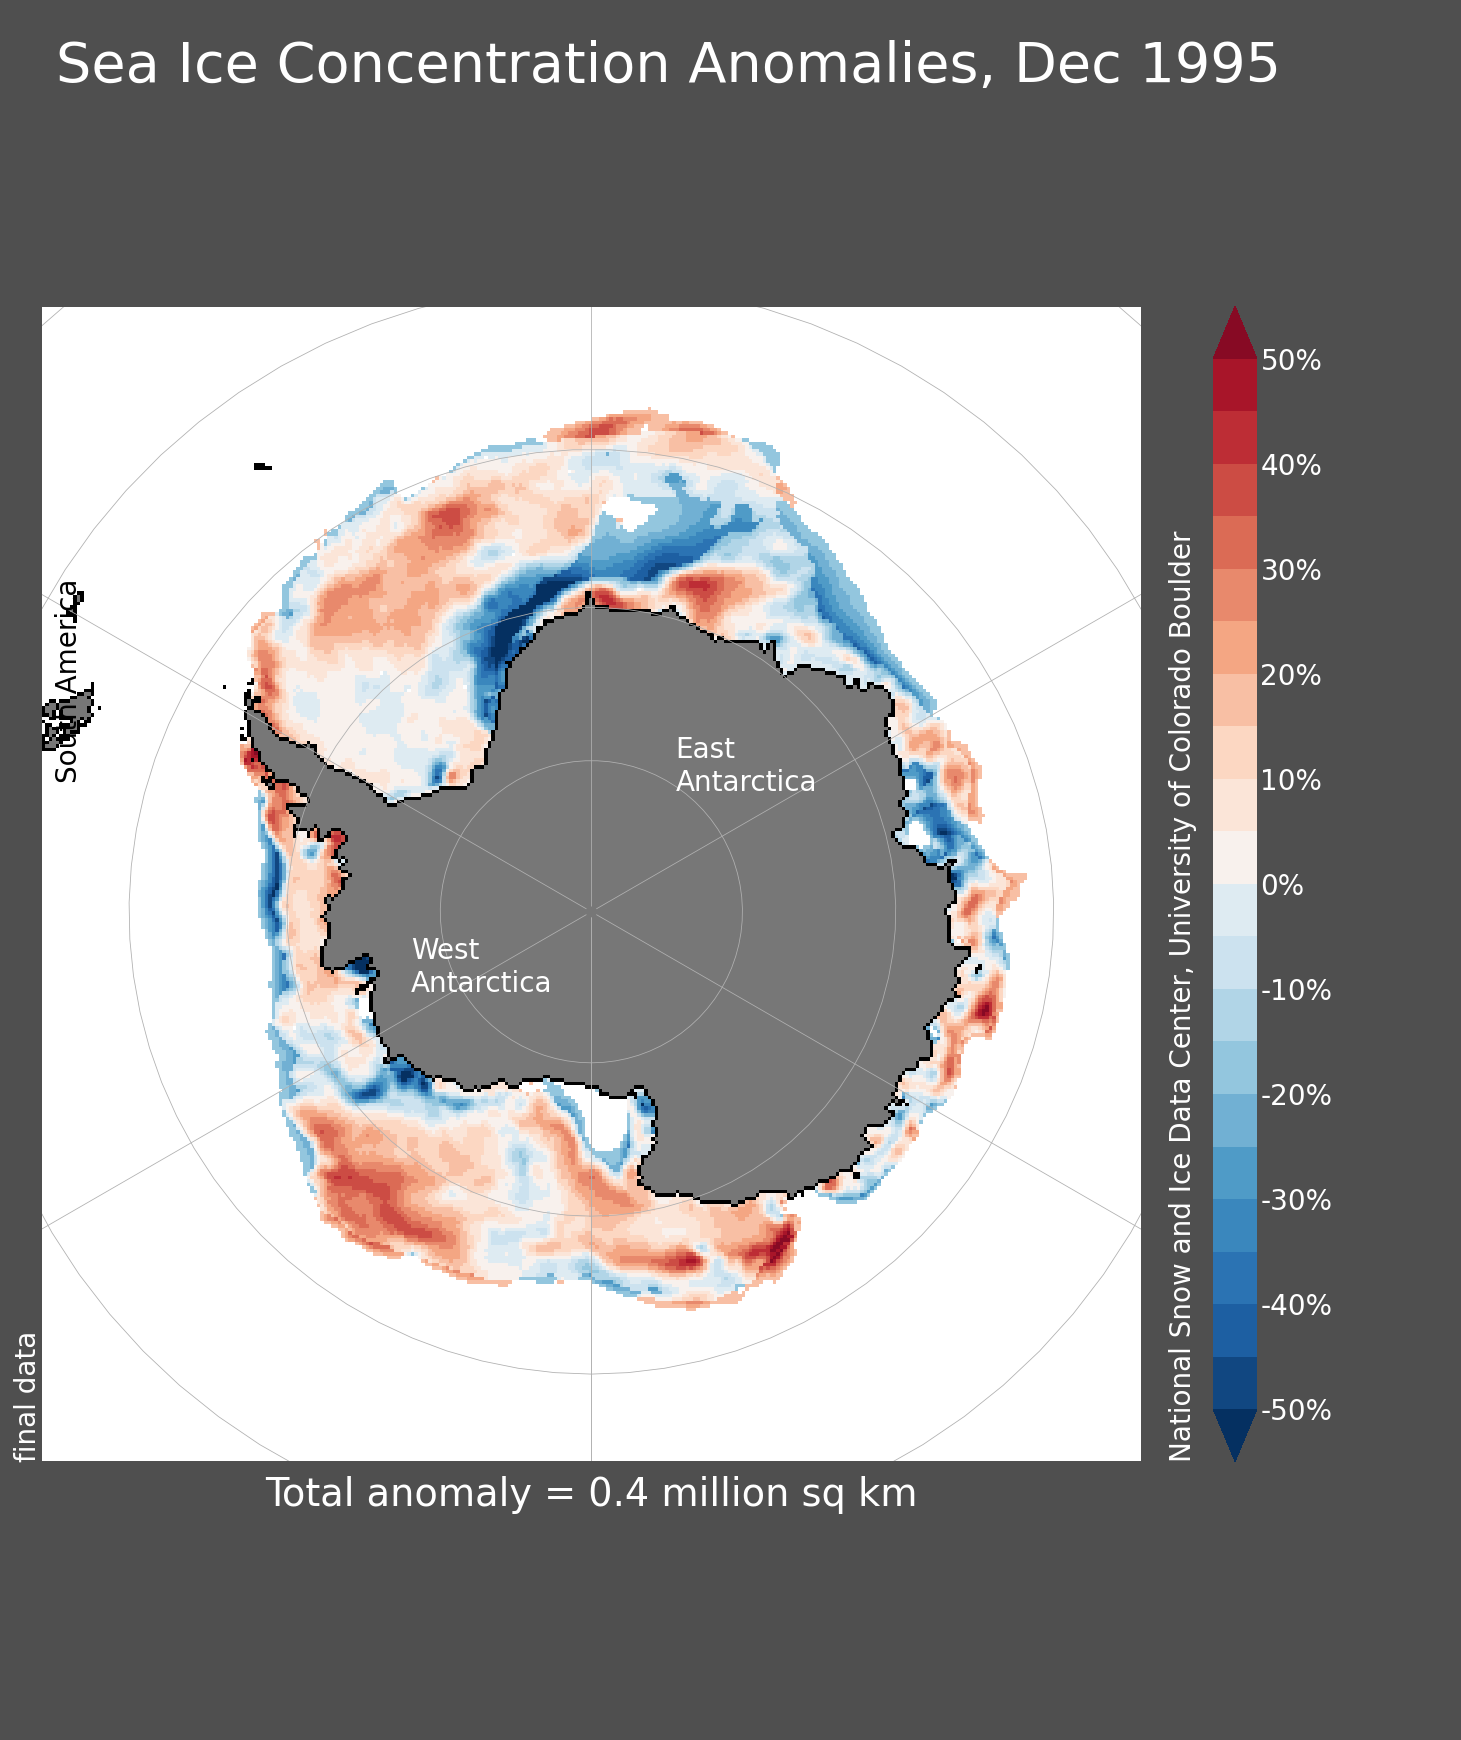 Sea Ice Concentration Anomalies, Dec 1995
South America
East
Antarctica
West
Antarctica
final data
Total anomaly = 0.4 million sq km
National Snow and Ice Data Center, University of Colorado Boulder
50%
40%
30%
20%
10%
0%
-10%
-20%
-30%
-40%
-50%